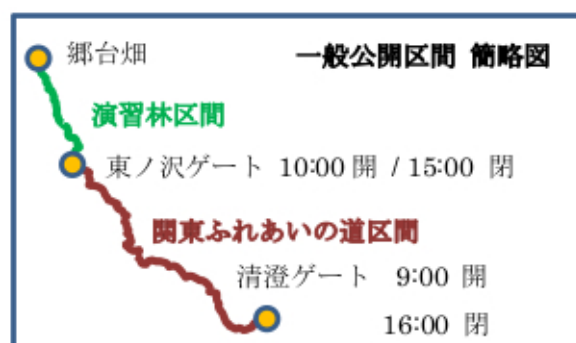 郷台畑 一般公開区間 簡略図
演習林区間
東ノ沢ゲート 10:00 開 / 15:00 閉
関東ふれあいの道区間
清澄ゲート 9:00 開
16:00 閉